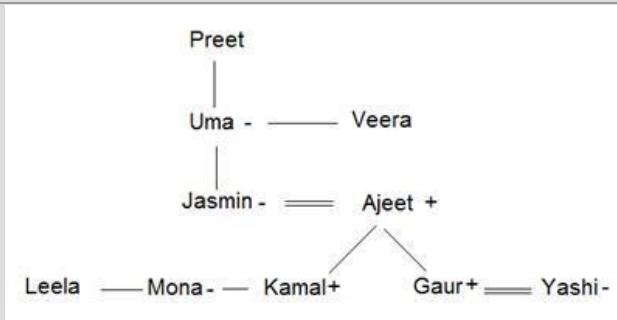 Preet
Uma - Veera
Jasmin - Ajeet +
Leela Mona - Kamal+ Gaur+ Yashi-